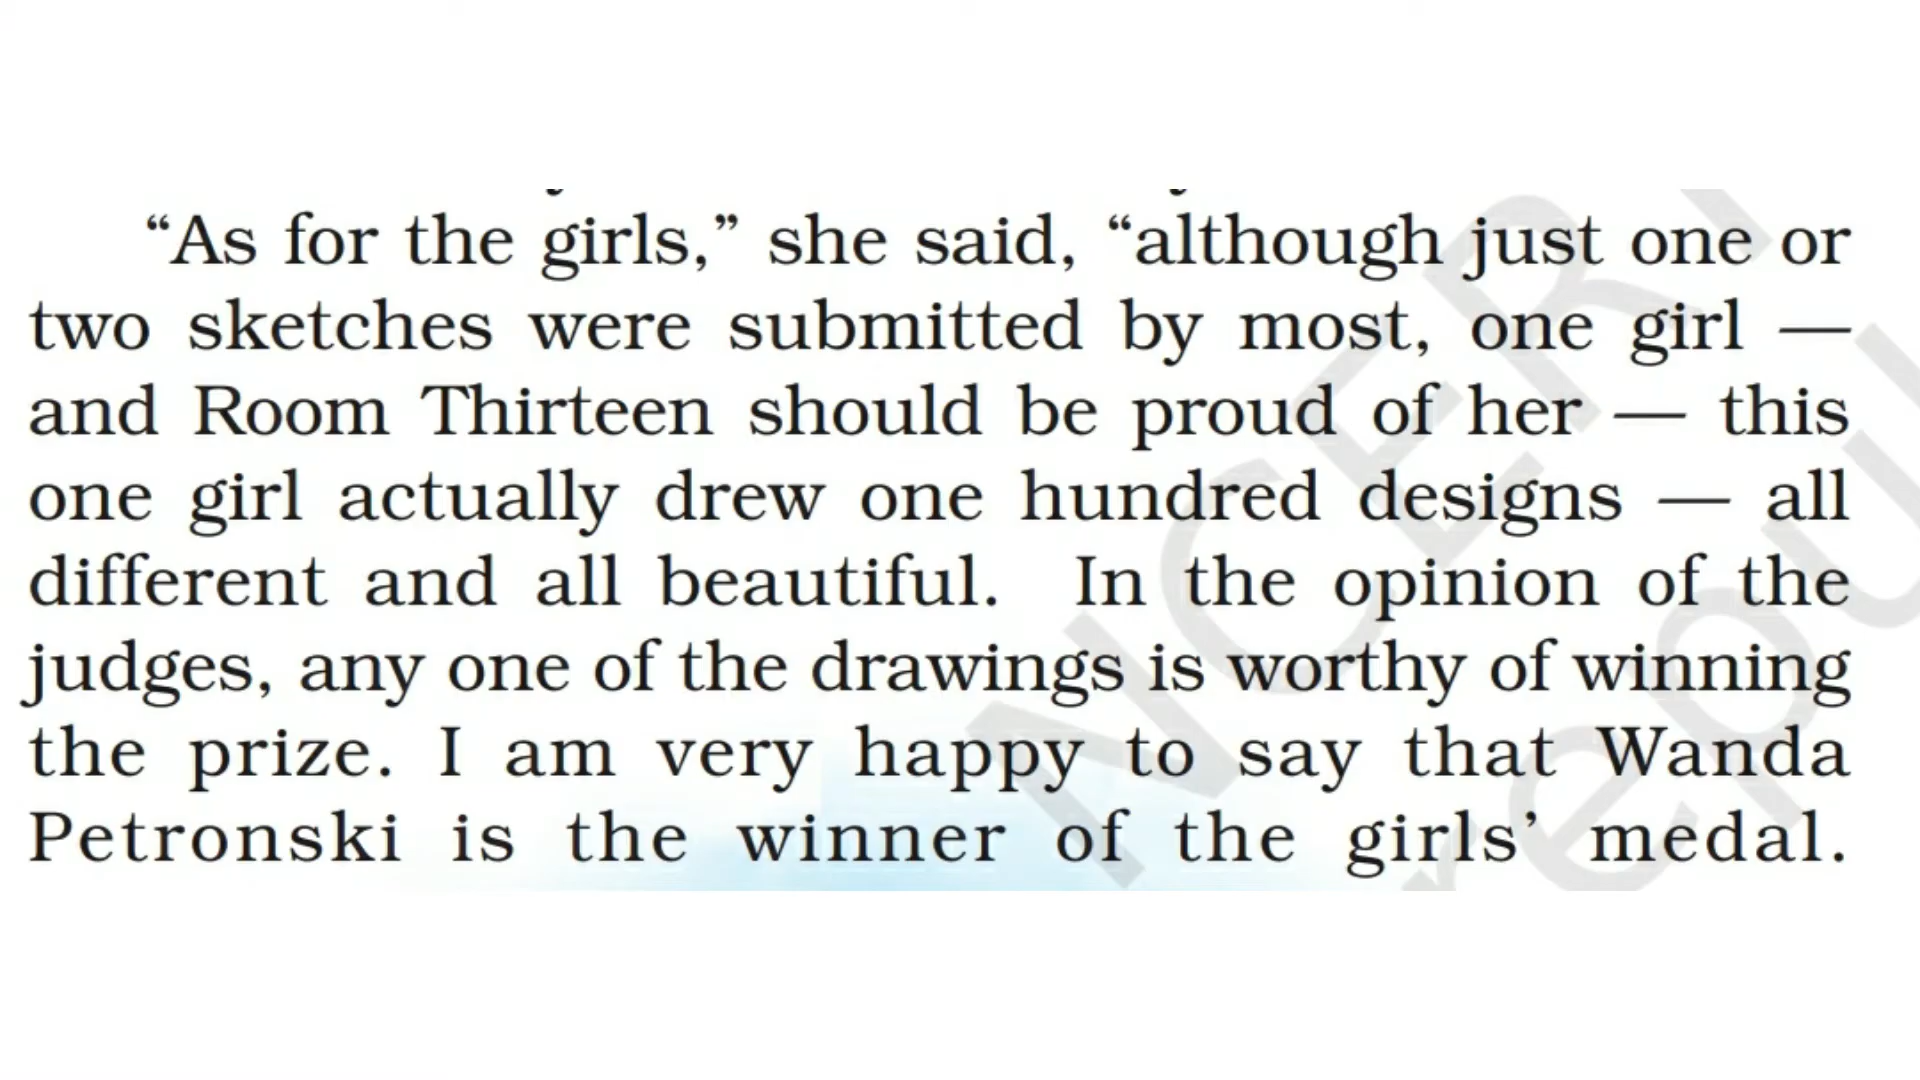 “As for the girls,” she said, “although just one or
two sketches were submitted by most, one girl —
and Room Thirteen should be proud of her — this
one girl actually drew one hundred designs — all
different and all beautiful. In the opinion of the
judges, any one of the drawings is worthy of winning
the prize. I am very happy to say that Wanda
Petronski is the winner of the girls’ medal.
NCERT
repu